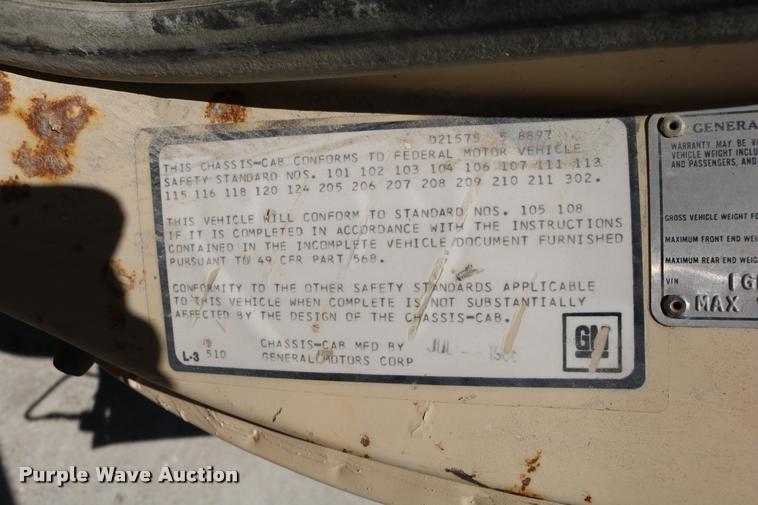 D21575 5 8897
THIS CHASSIS-CAB CONFORMS TO FEDERAL MOTOR VEHICLE
SAFETY STANDARD NOS. 101 102 103 104 106 107 111 113
115 116 118 120 124 205 206 207 208 209 210 211 302.
THIS VEHICLE WILL CONFORM TO STANDARD NOS. 105 108
IF IT IS COMPLETED IN ACCORDANCE WITH THE INSTRUCTIONS
CONTAINED IN THE INCOMPLETE VEHICLE DOCUMENT FURNISHED
PURSUANT TO 49 CFR PART 568.
CONFORMITY TO THE OTHER SAFETY STANDARDS APPLICABLE
TO THIS VEHICLE WHEN COMPLETE IS NOT SUBSTANTIALLY
AFFECTED BY THE DESIGN OF THE CHASSIS-CAB.
CHASSIS-CAB MFD BY JUL
L-3 510 GENERAL MOTORS CORP
GM
GENERA
WARRANTY MAY BE
VEHICLE WEIGHT INCLU
AND PASSENGERS, AND
GROSS VEHICLE WEIGHT FO
MAXIMUM FRONT END WEI
MAXIMUM REAR END WEIG
VIN 1G
MAX
Purple Wave Auction